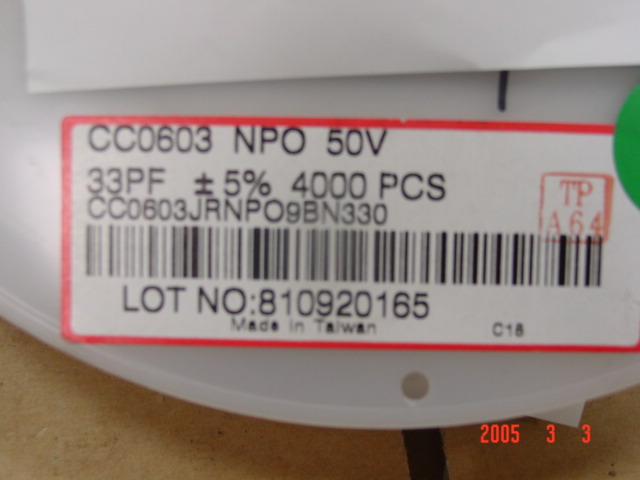 CC0603 NPO 50V
33PF ±5% 4000 PCS
CC0603JRNPO9BN330
TP
A64
LOT NO:810920165
Made in Taiwan
C18
2005 3 3